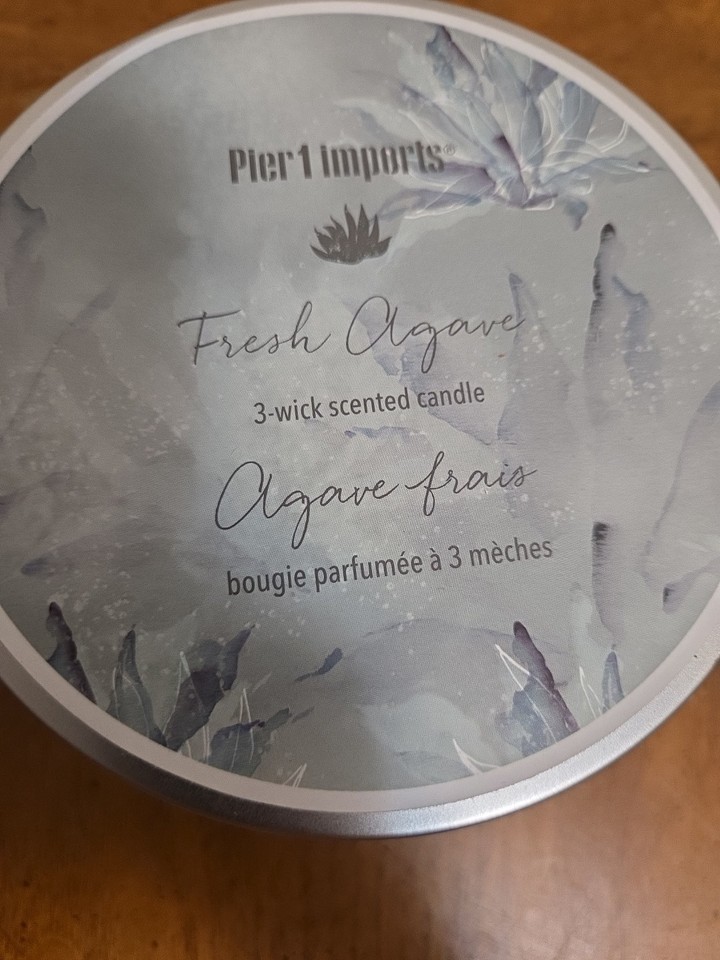 Pier 1 imports®
Fresh Agave
3-wick scented candle
Agave frais
bougie parfumée à 3 mèches